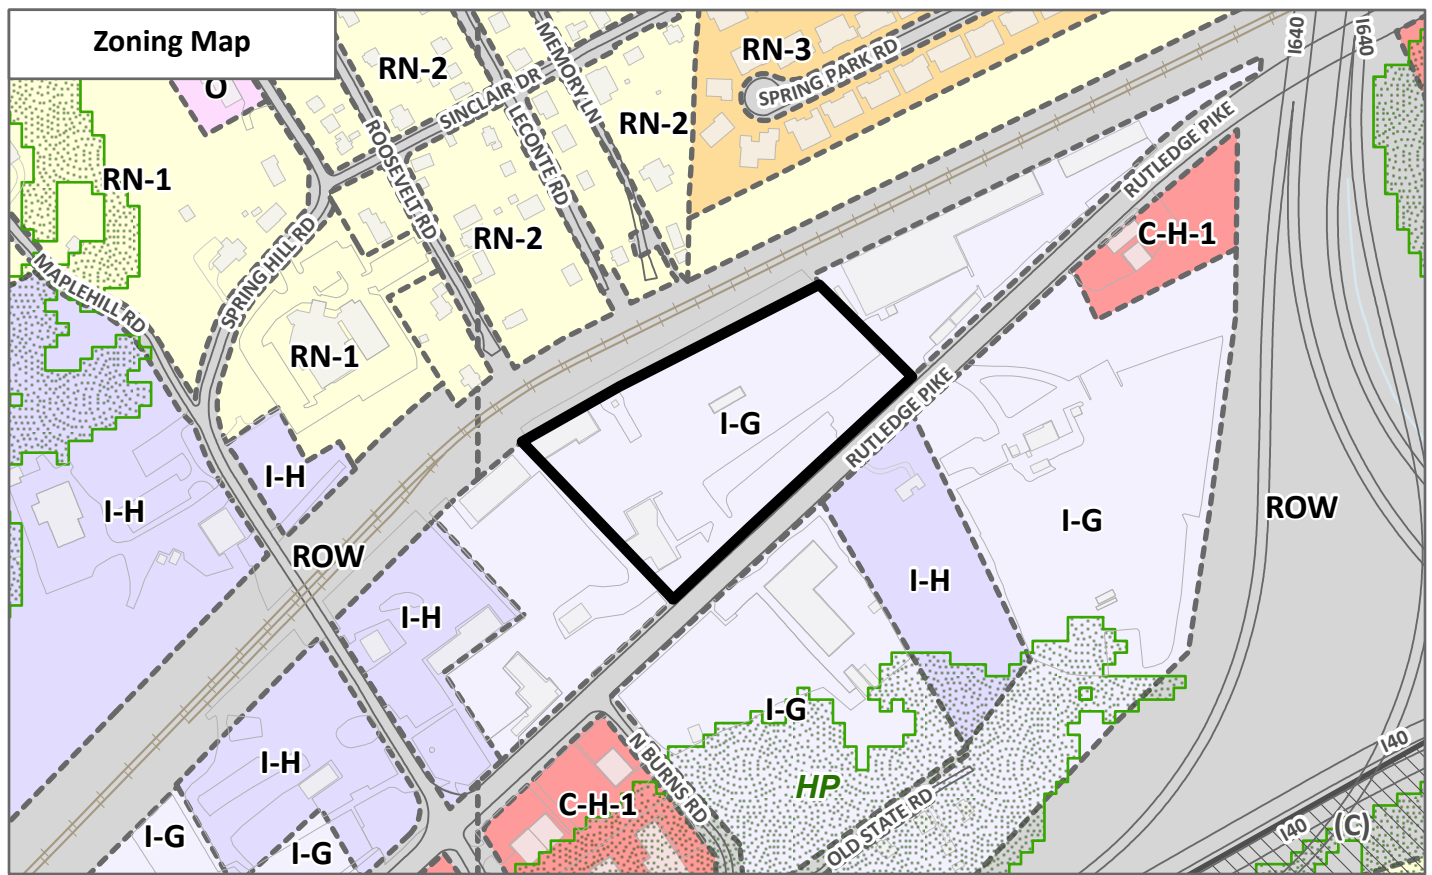 Zoning Map
I640
I640
RN-3
RN-2
O
SINCLAIR DR
MEMORY LN
SPRING PARK RD
LECONTE RD
RN-2
ROOSEVELT RD
RUTLEDGE PIKE
RN-1
RN-2
C-H-1
SPRING HILL RD
MAPLEHILL RD
RN-1
I-G
RUTLEDGE PIKE
I-H
I-H
ROW
I-G
ROW
I-H
I-H
I-G
N BURNS RD
I40
I-H
HP
C-H-1
OLD STATE RD
I-G
I-G
I40
(C)